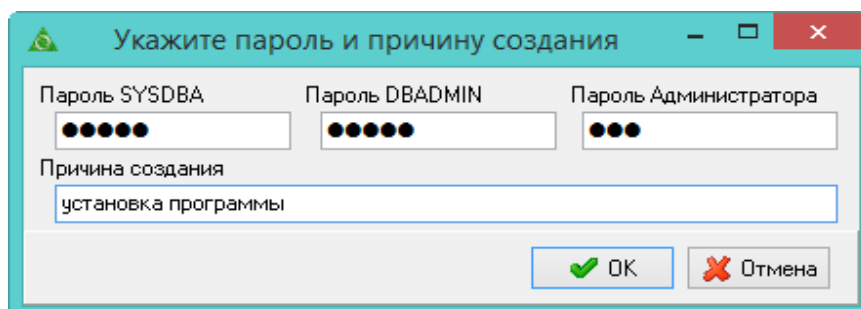 Укажите пароль и причину создания
Пароль SYSDBA Пароль DBADMIN Пароль Администратора
●●●●● ●●●●● ●●●
Причина создания
установка программы
OK Отмена